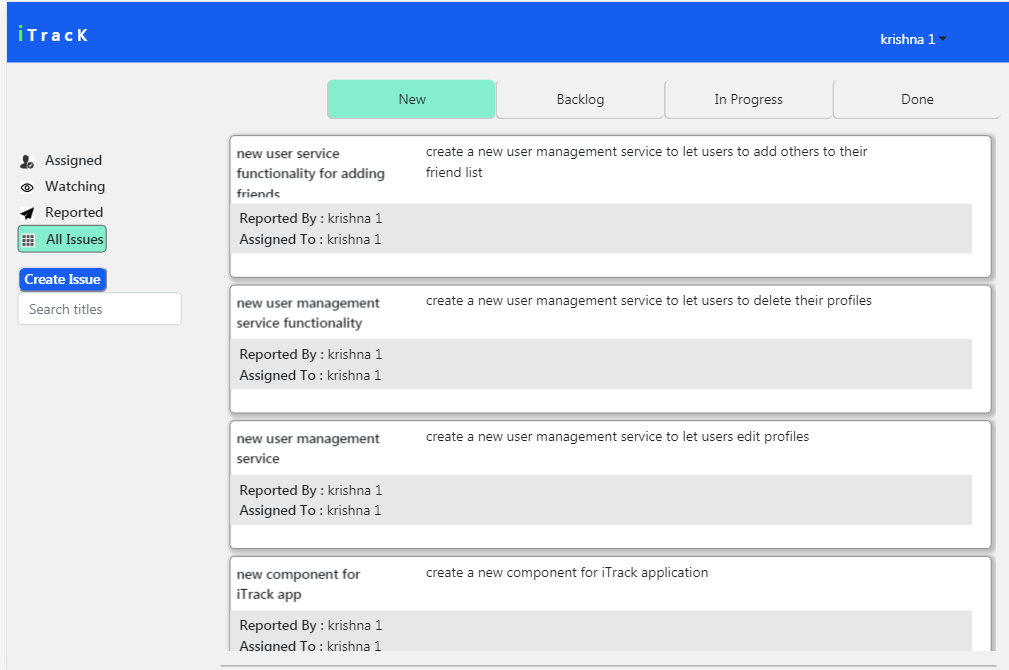 iTracK
krishna 1
New
Backlog
In Progress
Done
Assigned
Watching
Reported
All Issues
Create Issue
Search titles
new user service
functionality for adding
friends
create a new user management service to let users to add others to their
friend list
Reported By : krishna 1
Assigned To : krishna 1
new user management
service functionality
create a new user management service to let users to delete their profiles
Reported By : krishna 1
Assigned To : krishna 1
new user management
service
create a new user management service to let users edit profiles
Reported By : krishna 1
Assigned To : krishna 1
new component for
iTrack app
create a new component for iTrack application
Reported By : krishna 1
Assigned To : krishna 1